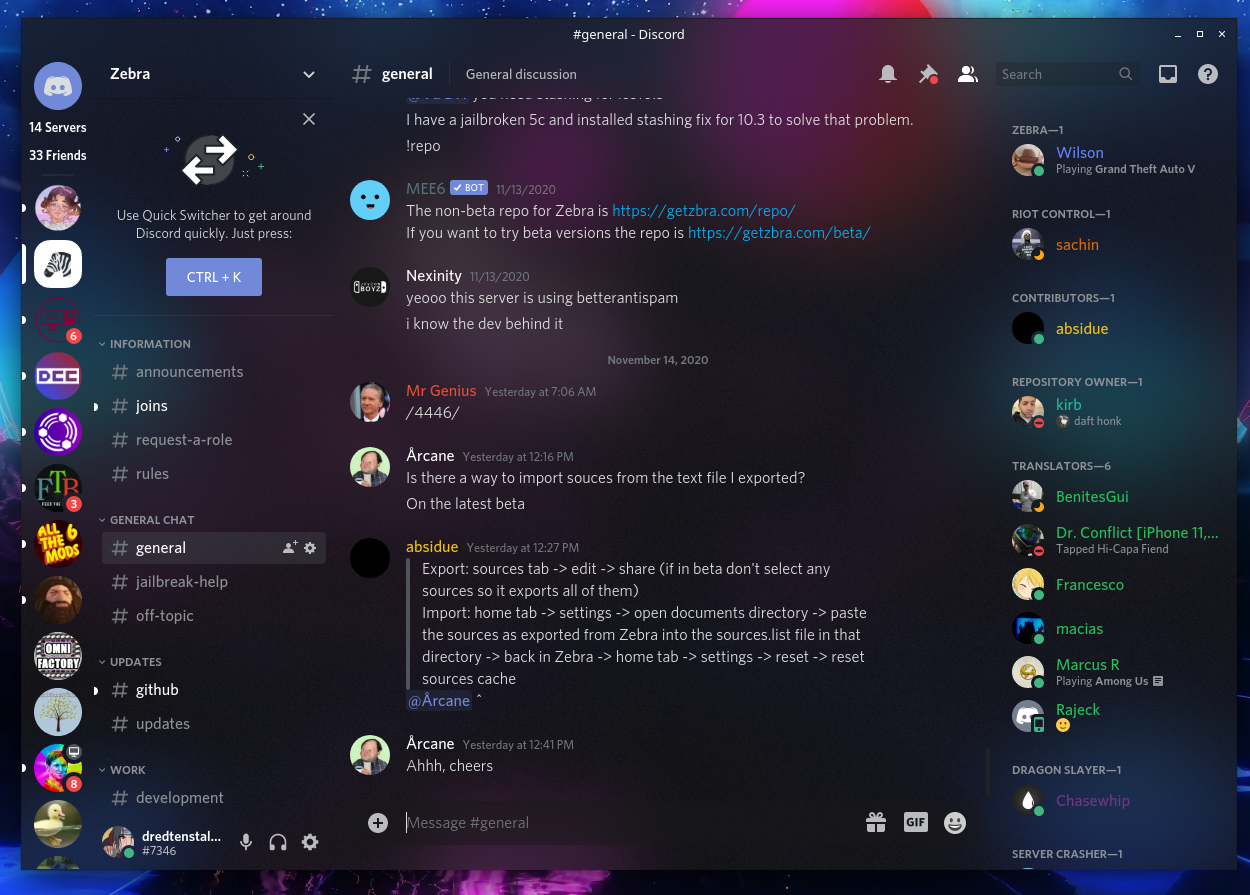 #general - Discord
14 Servers
33 Friends
6
DCC
FTB
FEED THE
3
ALL THE MODS 6
OMNI FACTORY
8
Zebra
Use Quick Switcher to get around
Discord quickly. Just press:
CTRL + K
INFORMATION
# announcements
# joins
# request-a-role
# rules
GENERAL CHAT
# general
# jailbreak-help
# off-topic
UPDATES
# github
# updates
WORK
# development
dredtenstal...
#7346
# general
General discussion
Search
I have a jailbroken 5c and installed stashing fix for 10.3 to solve that problem.
!repo
MEE6 BOT 11/13/2020
The non-beta repo for Zebra is https://getzbra.com/repo/
If you want to try beta versions the repo is https://getzbra.com/beta/
BOYZ
Nexinity 11/13/2020
yeooo this server is using betterantispam
i know the dev behind it
November 14, 2020
Mr Genius Yesterday at 7:06 AM
/4446/
Årcane Yesterday at 12:16 PM
Is there a way to import souces from the text file I exported?
On the latest beta
absidue Yesterday at 12:27 PM
Export: sources tab -> edit -> share (if in beta don't select any
sources so it exports all of them)
Import: home tab -> settings -> open documents directory -> paste
the sources as exported from Zebra into the sources.list file in that
directory -> back in Zebra -> home tab -> settings -> reset -> reset
sources cache
@Årcane ^
Årcane Yesterday at 12:41 PM
Ahhh, cheers
Message #general
GIF
ZEBRA—1
Wilson
Playing Grand Theft Auto V
RIOT CONTROL—1
sachin
CONTRIBUTORS—1
absidue
REPOSITORY OWNER—1
kirb
daft honk
TRANSLATORS—6
BenitesGui
Dr. Conflict [iPhone 11,...
Tapped Hi-Capa Fiend
Francesco
macias
Marcus R
Playing Among Us
Rajeck
DRAGON SLAYER—1
Chasewhip
SERVER CRASHER—1